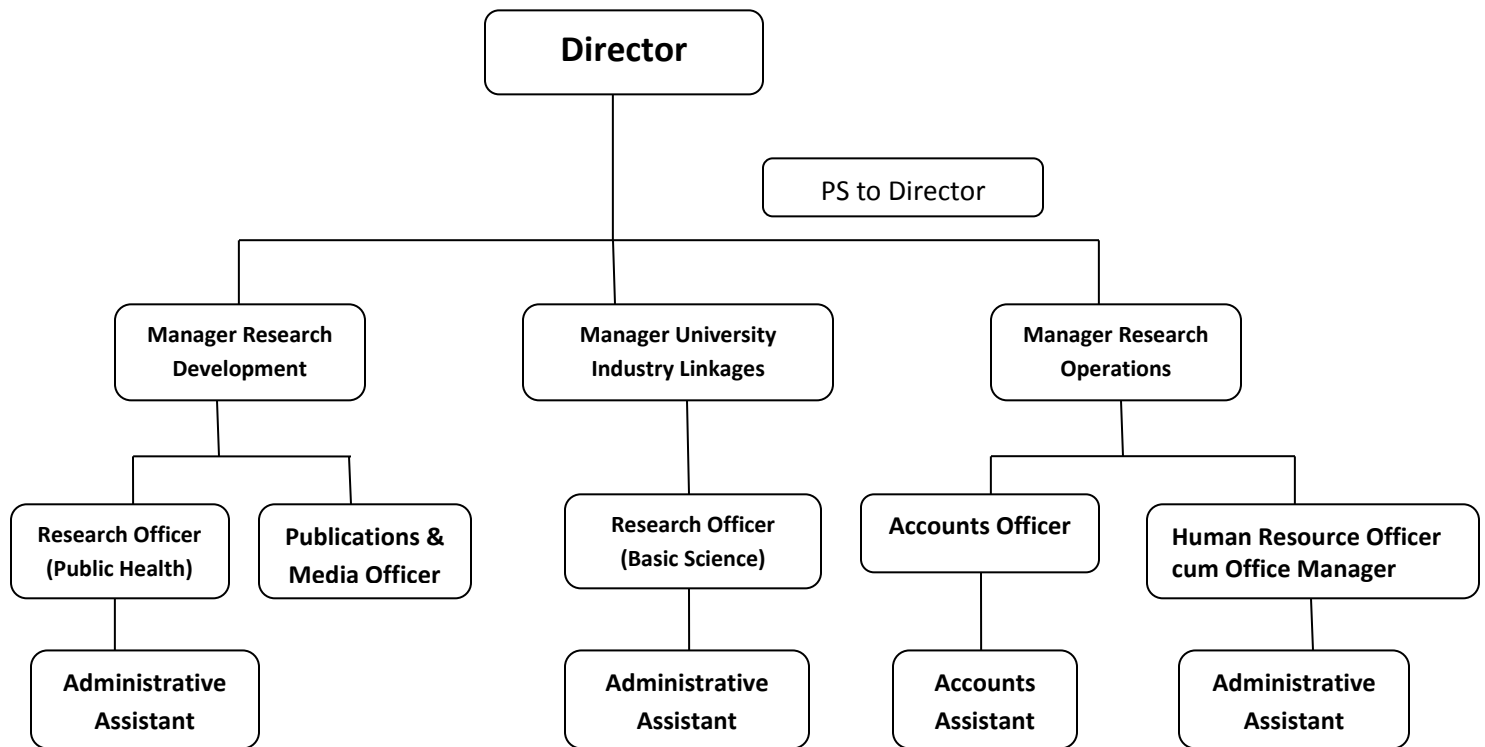 Director
PS to Director
Manager Research
Development
Manager University
Industry Linkages
Manager Research
Operations
Research Officer
(Public Health)
Publications &
Media Officer
Research Officer
(Basic Science)
Accounts Officer
Human Resource Officer
cum Office Manager
Administrative
Assistant
Administrative
Assistant
Accounts
Assistant
Administrative
Assistant